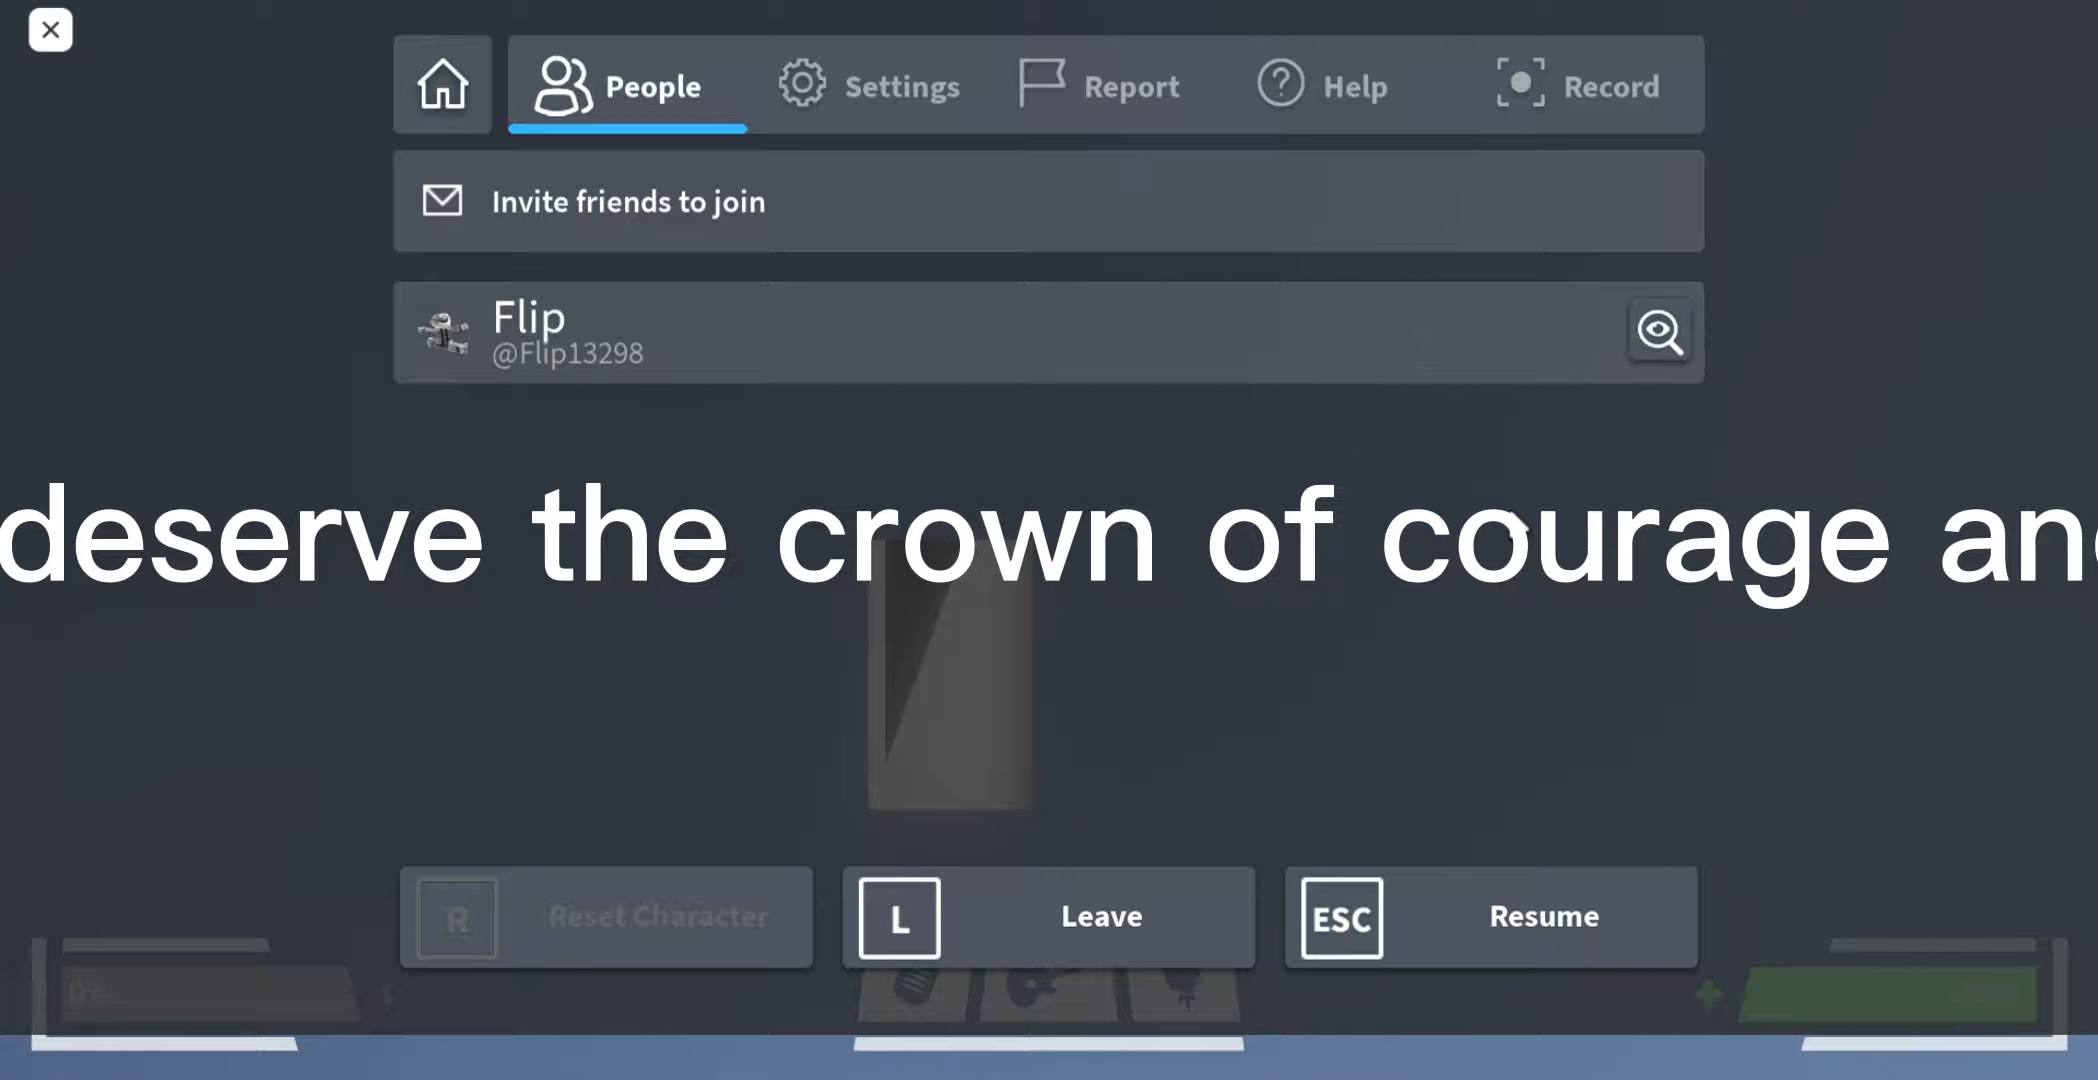 People Settings Report Help Record
Invite friends to join
Flip
@Flip13298
deserve the crown of courage an
R Reset Character L Leave ESC Resume
0%